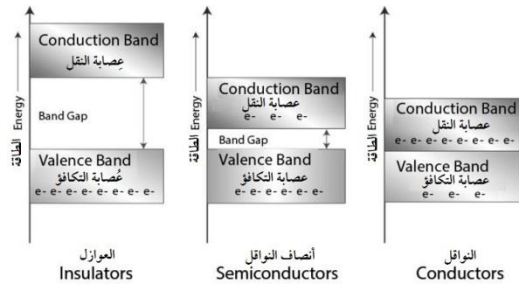 الطاقة Energy
Conduction Band
عِصابة النقل
Band Gap
Valence Band
عُصابة التكافؤ
e- e- e- e- e- e- e-
العوازل
Insulators
الطاقة Energy
Conduction Band
عصابة النقل
e- e- e-
Band Gap
Valence Band
عصابة التكافؤ
e- e- e- e- e- e- e-
أنصاف النواقل
Semiconductors
الطاقة Energy
Conduction Band
عصابة النقل
e- e- e- e- e- e- e- e-
Valence Band
عصابة التكافؤ
e- e- e-
النواقل
Conductors